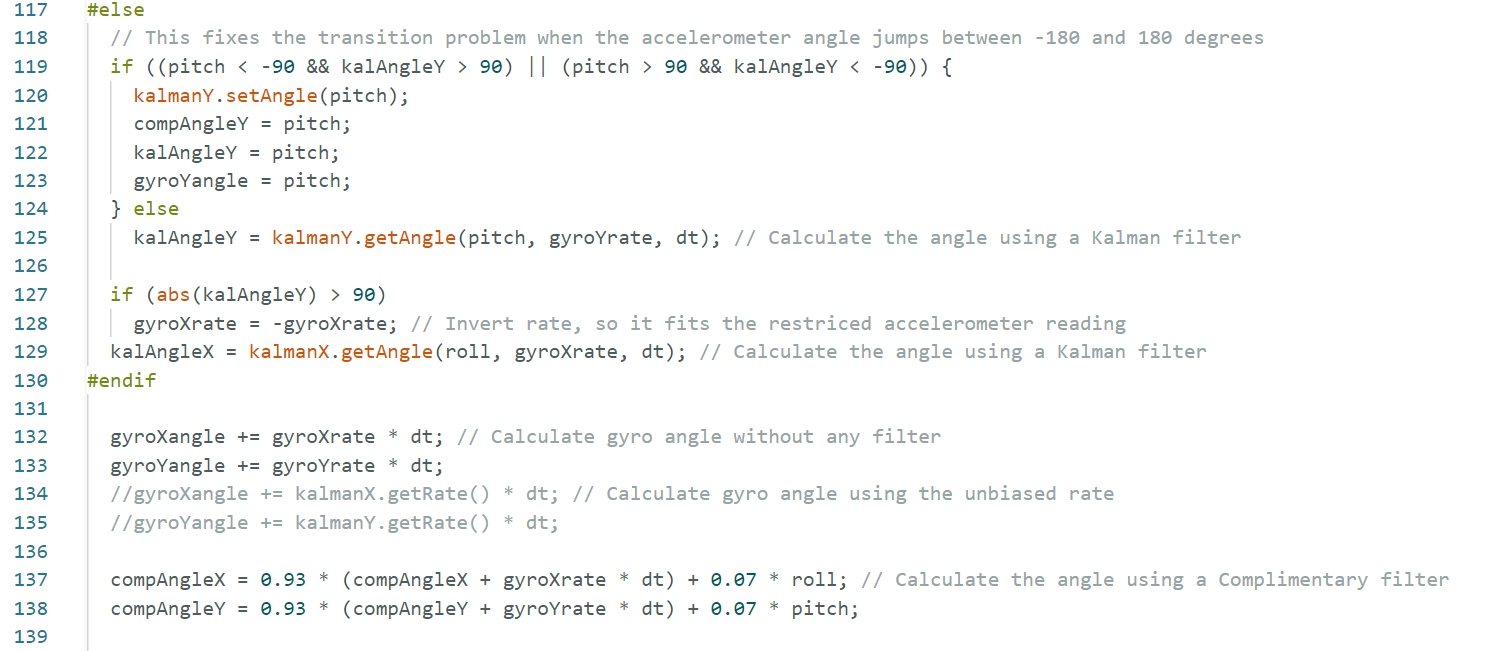 117 #else
118 // This fixes the transition problem when the accelerometer angle jumps between -180 and 180 degrees
119 if ((pitch < -90 && kalAngleY > 90) || (pitch > 90 && kalAngleY < -90)) {
120 kalmanY.setAngle(pitch);
121 compAngleY = pitch;
122 kalAngleY = pitch;
123 gyroYangle = pitch;
124 } else
125 kalAngleY = kalmanY.getAngle(pitch, gyroYrate, dt); // Calculate the angle using a Kalman filter
126
127 if (abs(kalAngleY) > 90)
128 gyroXrate = -gyroXrate; // Invert rate, so it fits the restriced accelerometer reading
129 kalAngleX = kalmanX.getAngle(roll, gyroXrate, dt); // Calculate the angle using a Kalman filter
130 #endif
131
132 gyroXangle += gyroXrate * dt; // Calculate gyro angle without any filter
133 gyroYangle += gyroYrate * dt;
134 //gyroXangle += kalmanX.getRate() * dt; // Calculate gyro angle using the unbiased rate
135 //gyroYangle += kalmanY.getRate() * dt;
136
137 compAngleX = 0.93 * (compAngleX + gyroXrate * dt) + 0.07 * roll; // Calculate the angle using a Complimentary filter
138 compAngleY = 0.93 * (compAngleY + gyroYrate * dt) + 0.07 * pitch;
139